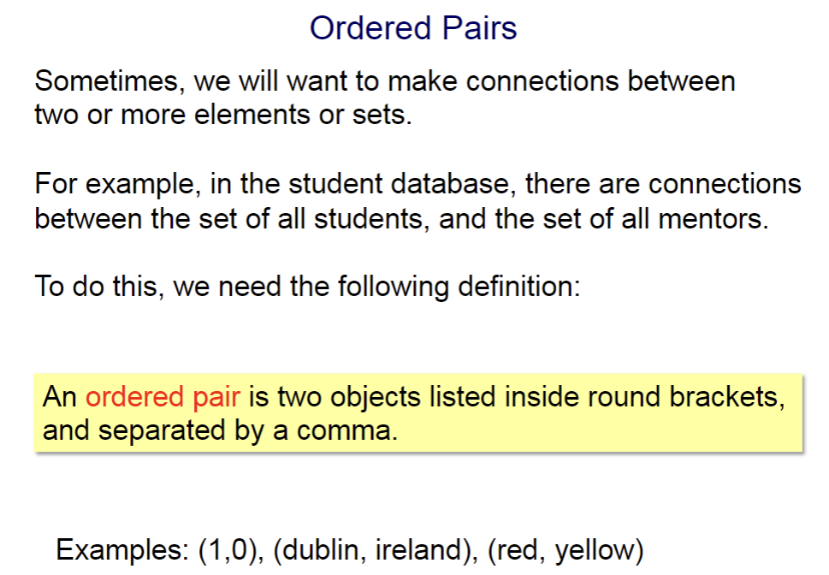 Ordered Pairs
Sometimes, we will want to make connections between
two or more elements or sets.
For example, in the student database, there are connections
between the set of all students, and the set of all mentors.
To do this, we need the following definition:
An ordered pair is two objects listed inside round brackets,
and separated by a comma.
Examples: (1,0), (dublin, ireland), (red, yellow)